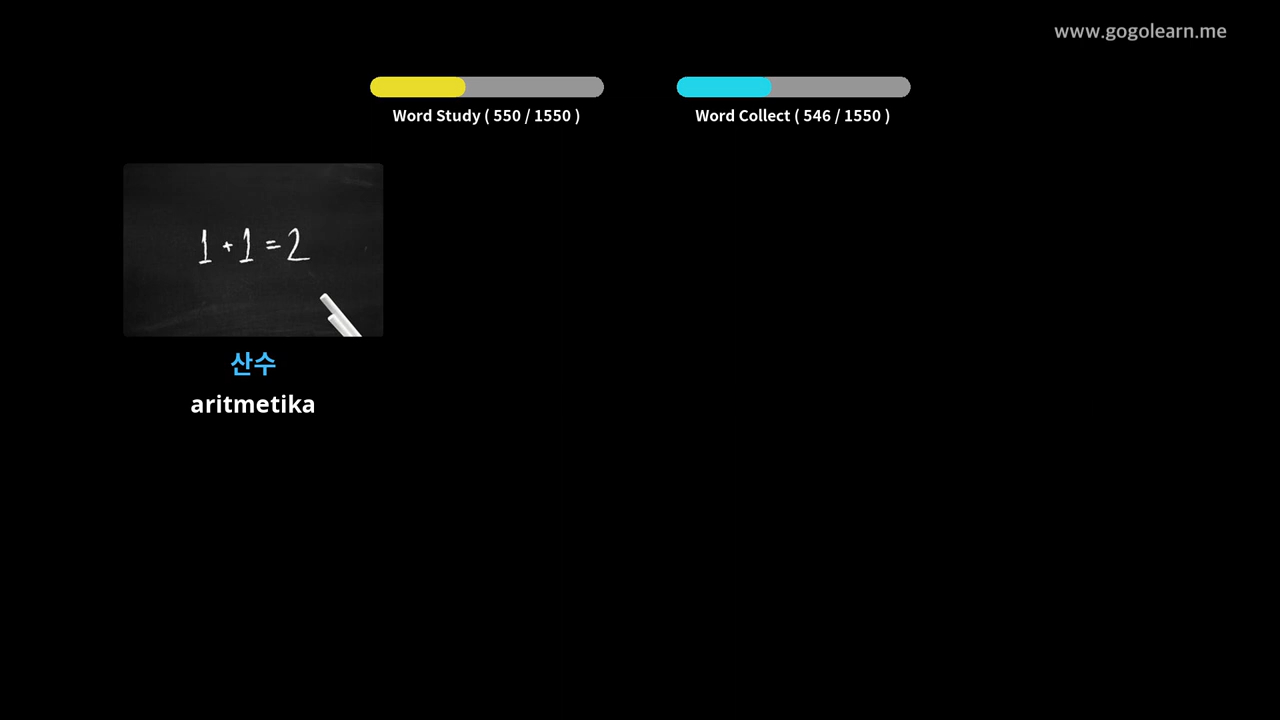 www.gogolearn.me
Word Study ( 550 / 1550 )
Word Collect ( 546 / 1550 )
1 + 1 = 2
산수
aritmetika